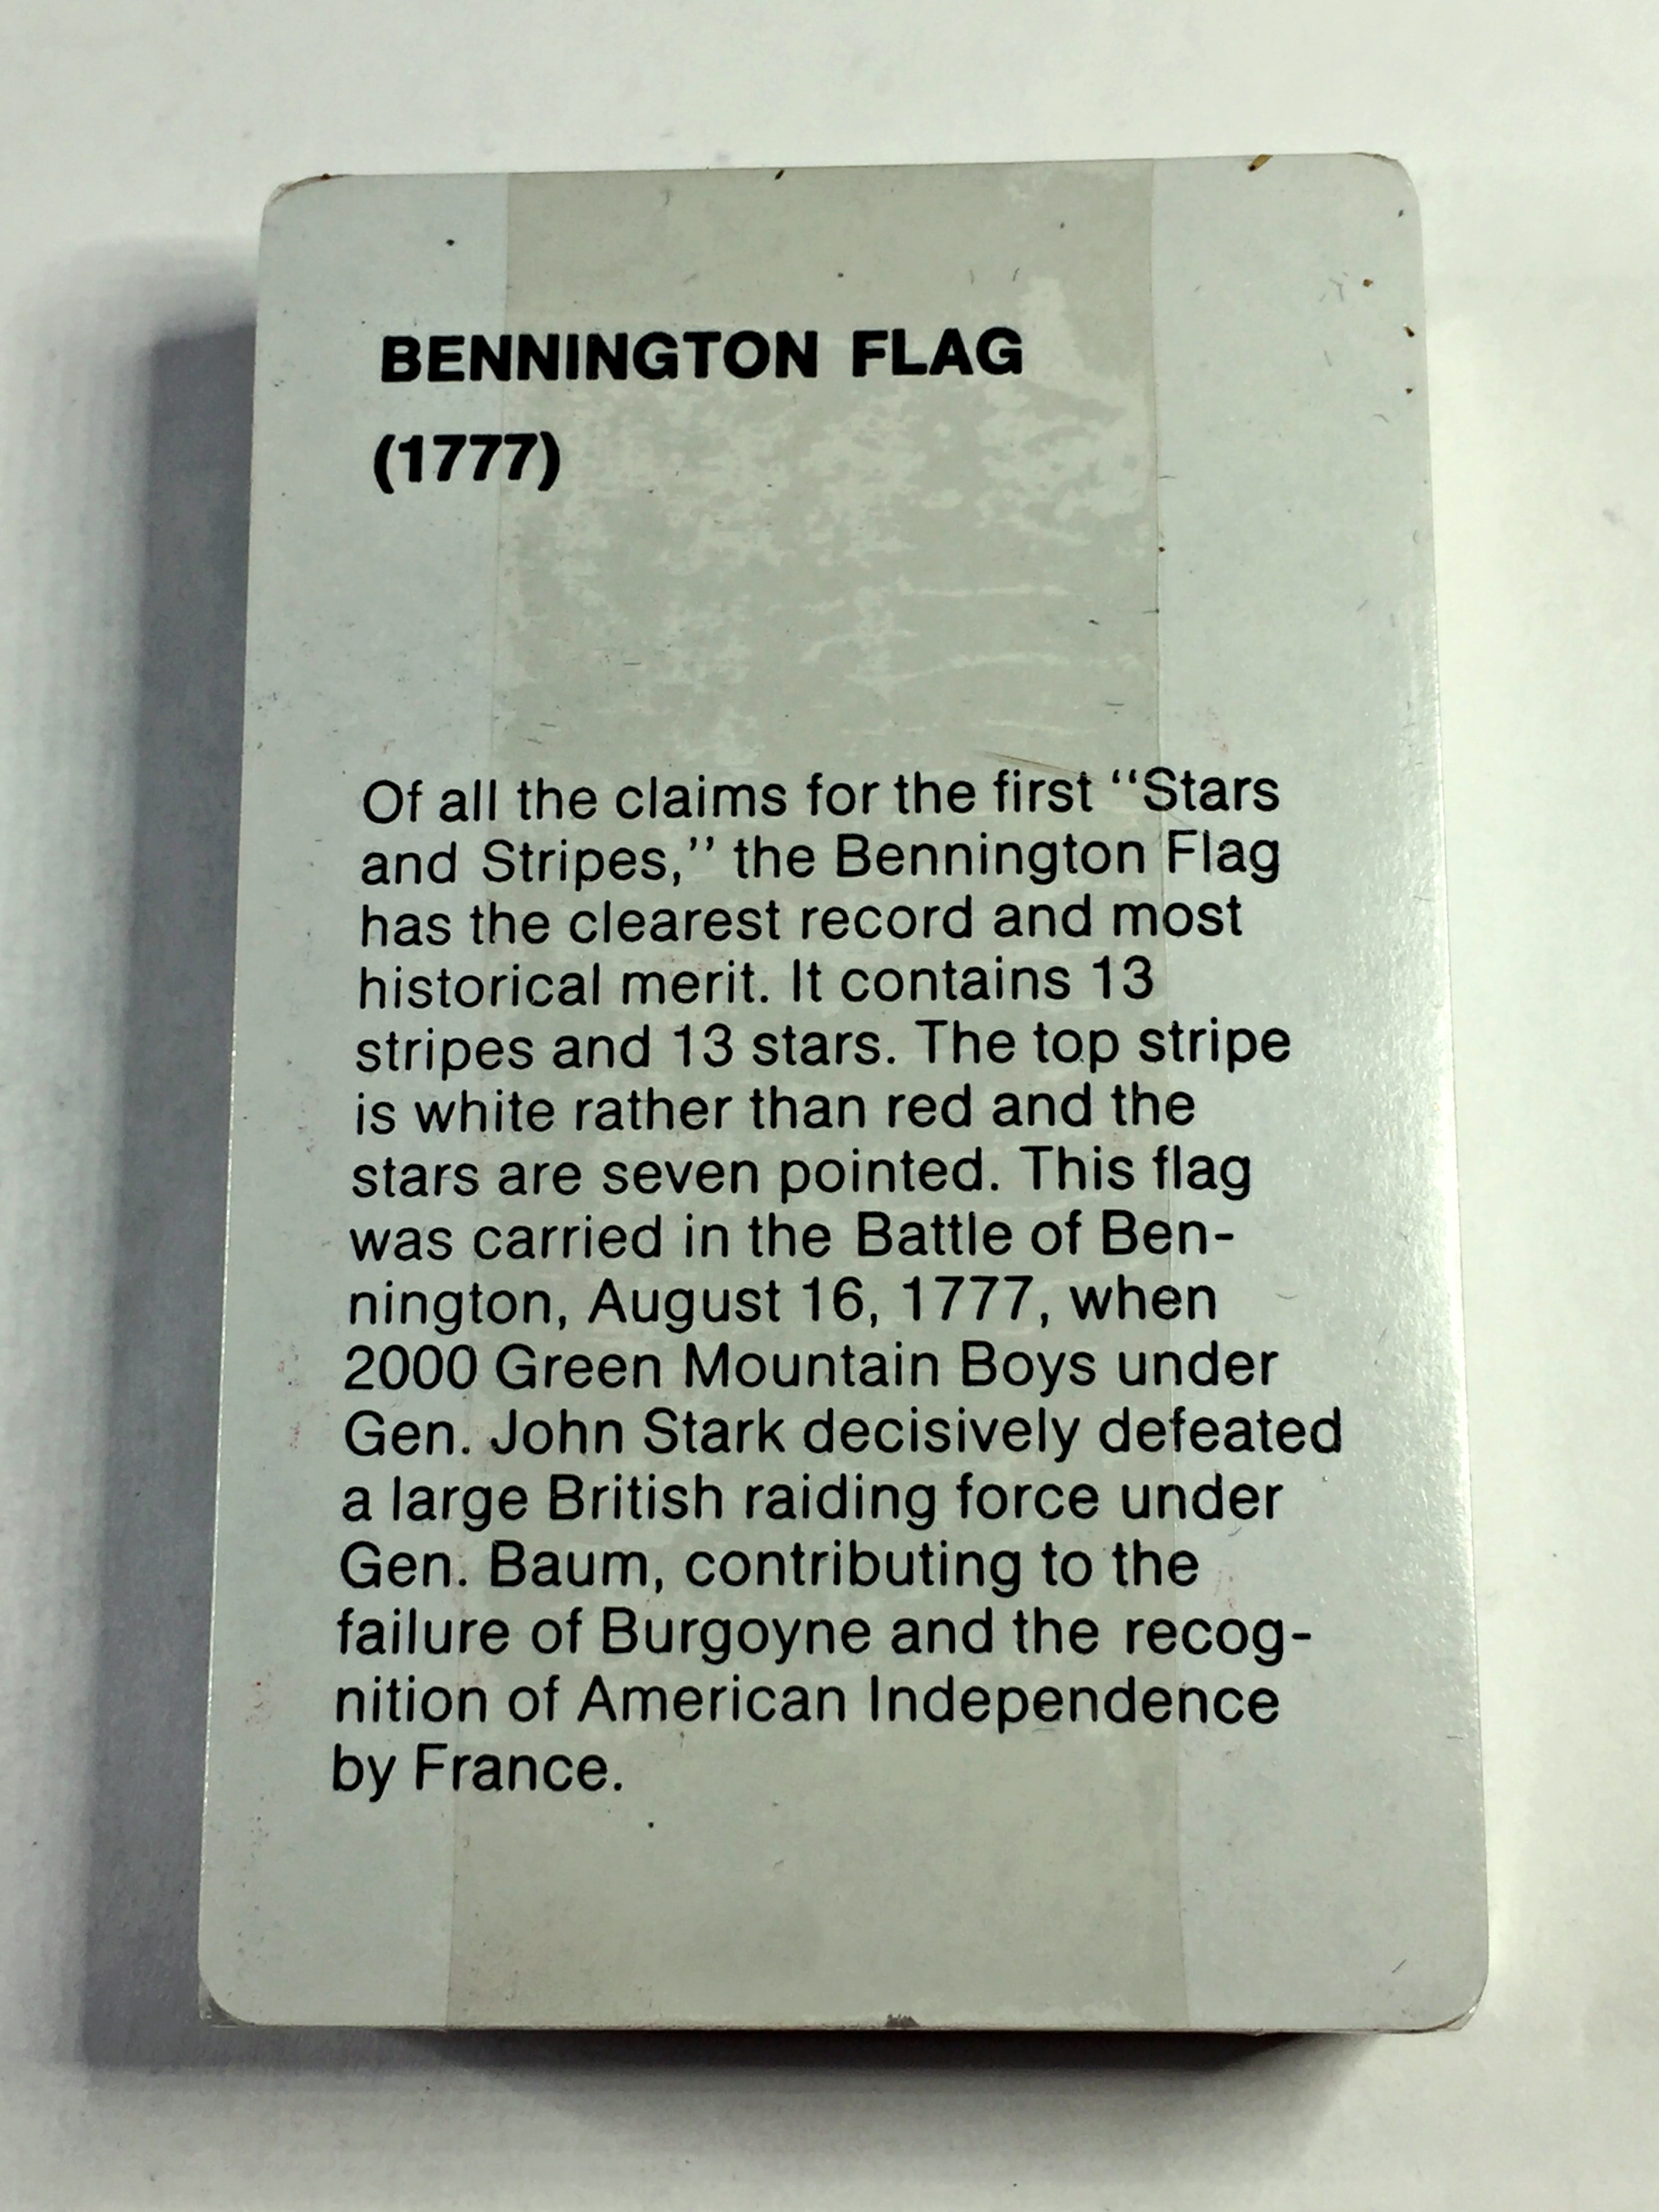 BENNINGTON FLAG
(1777)
Of all the claims for the first ‘‘Stars
and Stripes,’’ the Bennington Flag
has the clearest record and most
historical merit. It contains 13
stripes and 13 stars. The top stripe
is white rather than red and the
stars are seven pointed. This flag
was carried in the Battle of Ben-
nington, August 16, 1777, when
2000 Green Mountain Boys under
Gen. John Stark decisively defeated
a large British raiding force under
Gen. Baum, contributing to the
failure of Burgoyne and the recog-
nition of American Independence
by France.